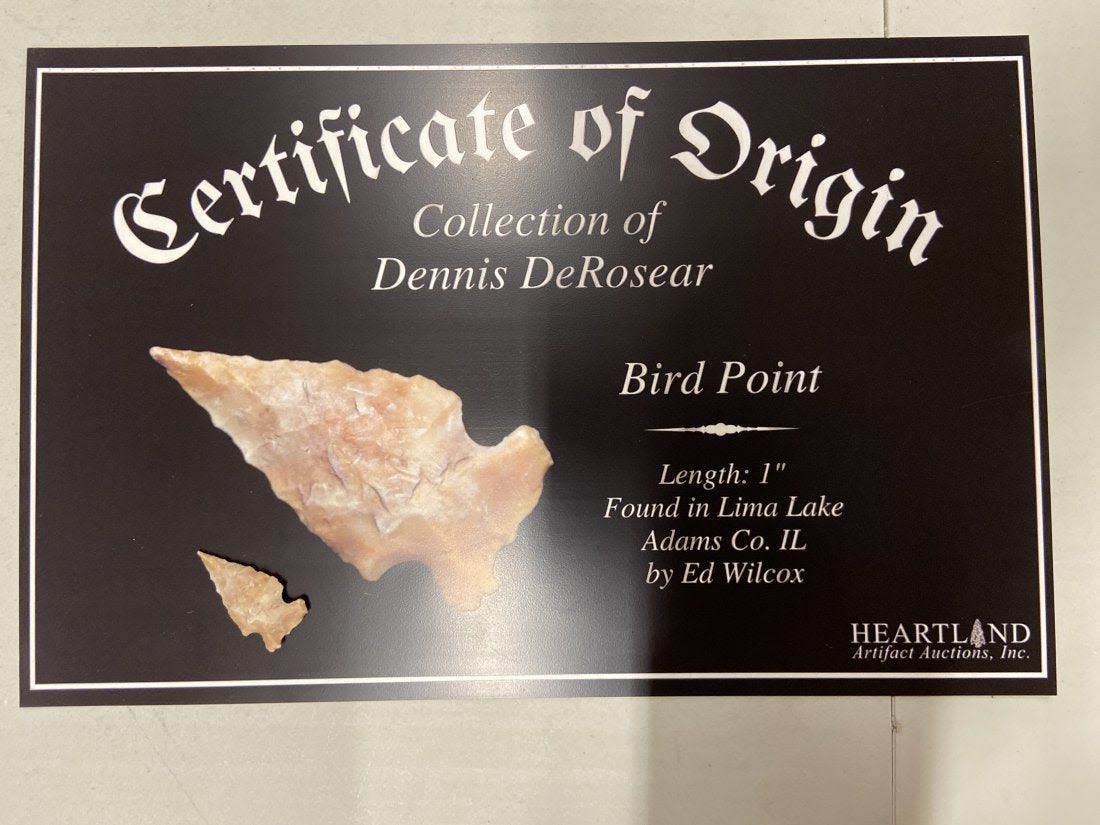 Certificate of Origin
Collection of
Dennis DeRosear
Bird Point
Length: 1"
Found in Lima Lake
Adams Co. IL
by Ed Wilcox
HEARTLAND
Artifact Auctions, Inc.